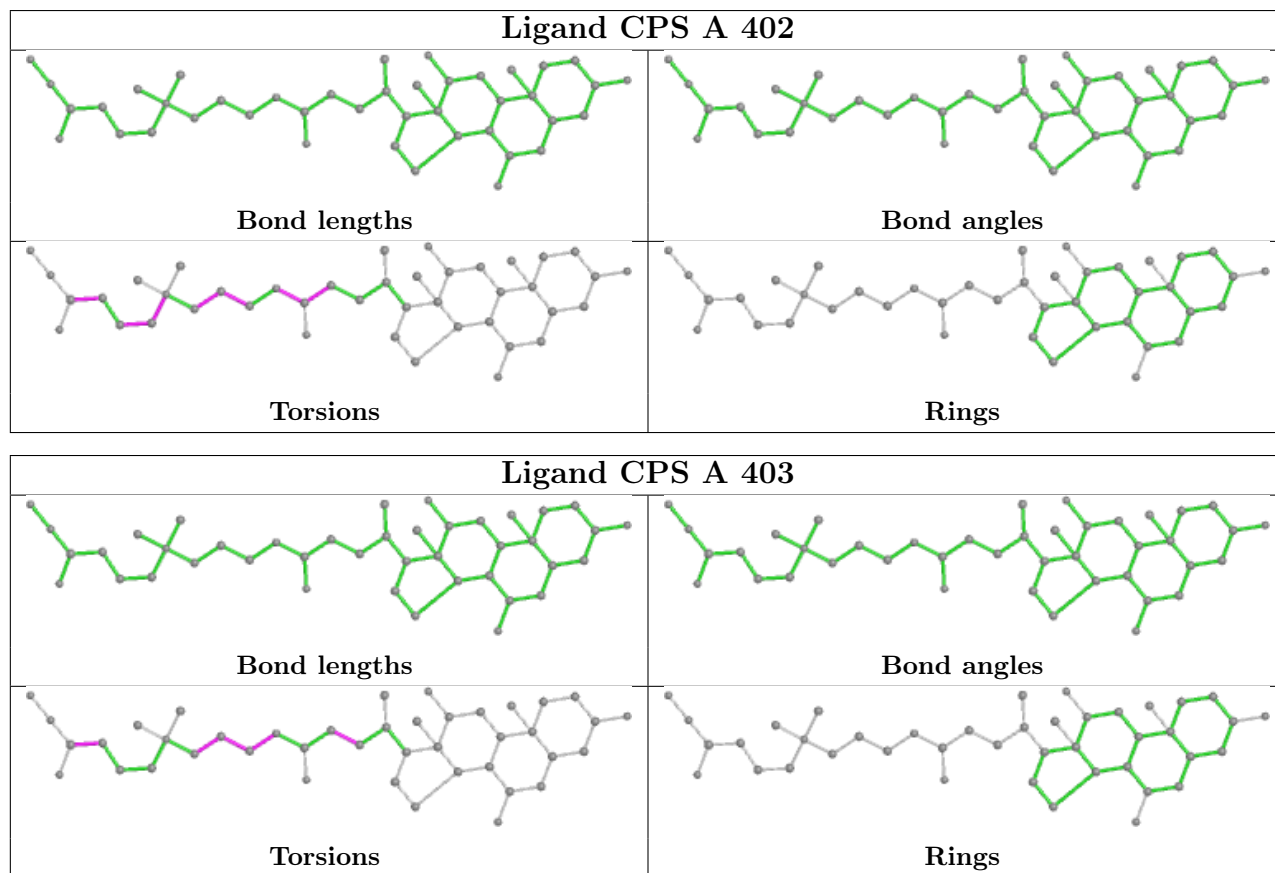 Ligand CPS A 402
Bond lengths
Bond angles
Torsions
Rings
Ligand CPS A 403
Bond lengths
Bond angles
Torsions
Rings